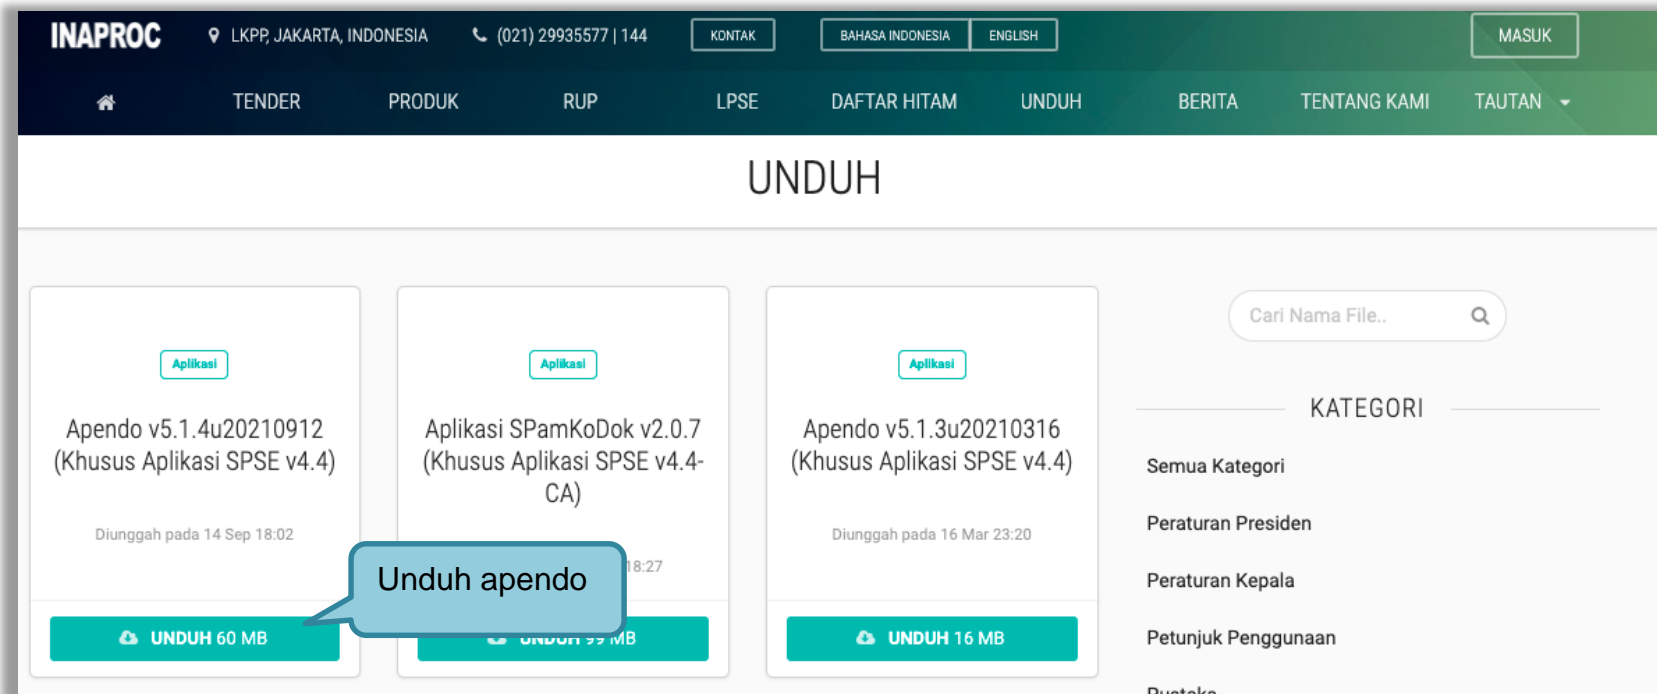 INAPROC
LKPP, JAKARTA, INDONESIA
(021) 29935577 | 144
KONTAK
BAHASA INDONESIA
ENGLISH
MASUK
TENDER
PRODUK
RUP
LPSE
DAFTAR HITAM
UNDUH
BERITA
TENTANG KAMI
TAUTAN
UNDUH
Aplikasi
Apendo v5.1.4u20210912
(Khusus Aplikasi SPSE v4.4)
Diunggah pada 14 Sep 18:02
UNDUH 60 MB
Unduh apendo
Aplikasi
Aplikasi SPamKoDok v2.0.7
(Khusus Aplikasi SPSE v4.4-
CA)
18:27
UNDUH 99 MB
Aplikasi
Apendo v5.1.3u20210316
(Khusus Aplikasi SPSE v4.4)
Diunggah pada 16 Mar 23:20
UNDUH 16 MB
Cari Nama File..
KATEGORI
Semua Kategori
Peraturan Presiden
Peraturan Kepala
Petunjuk Penggunaan